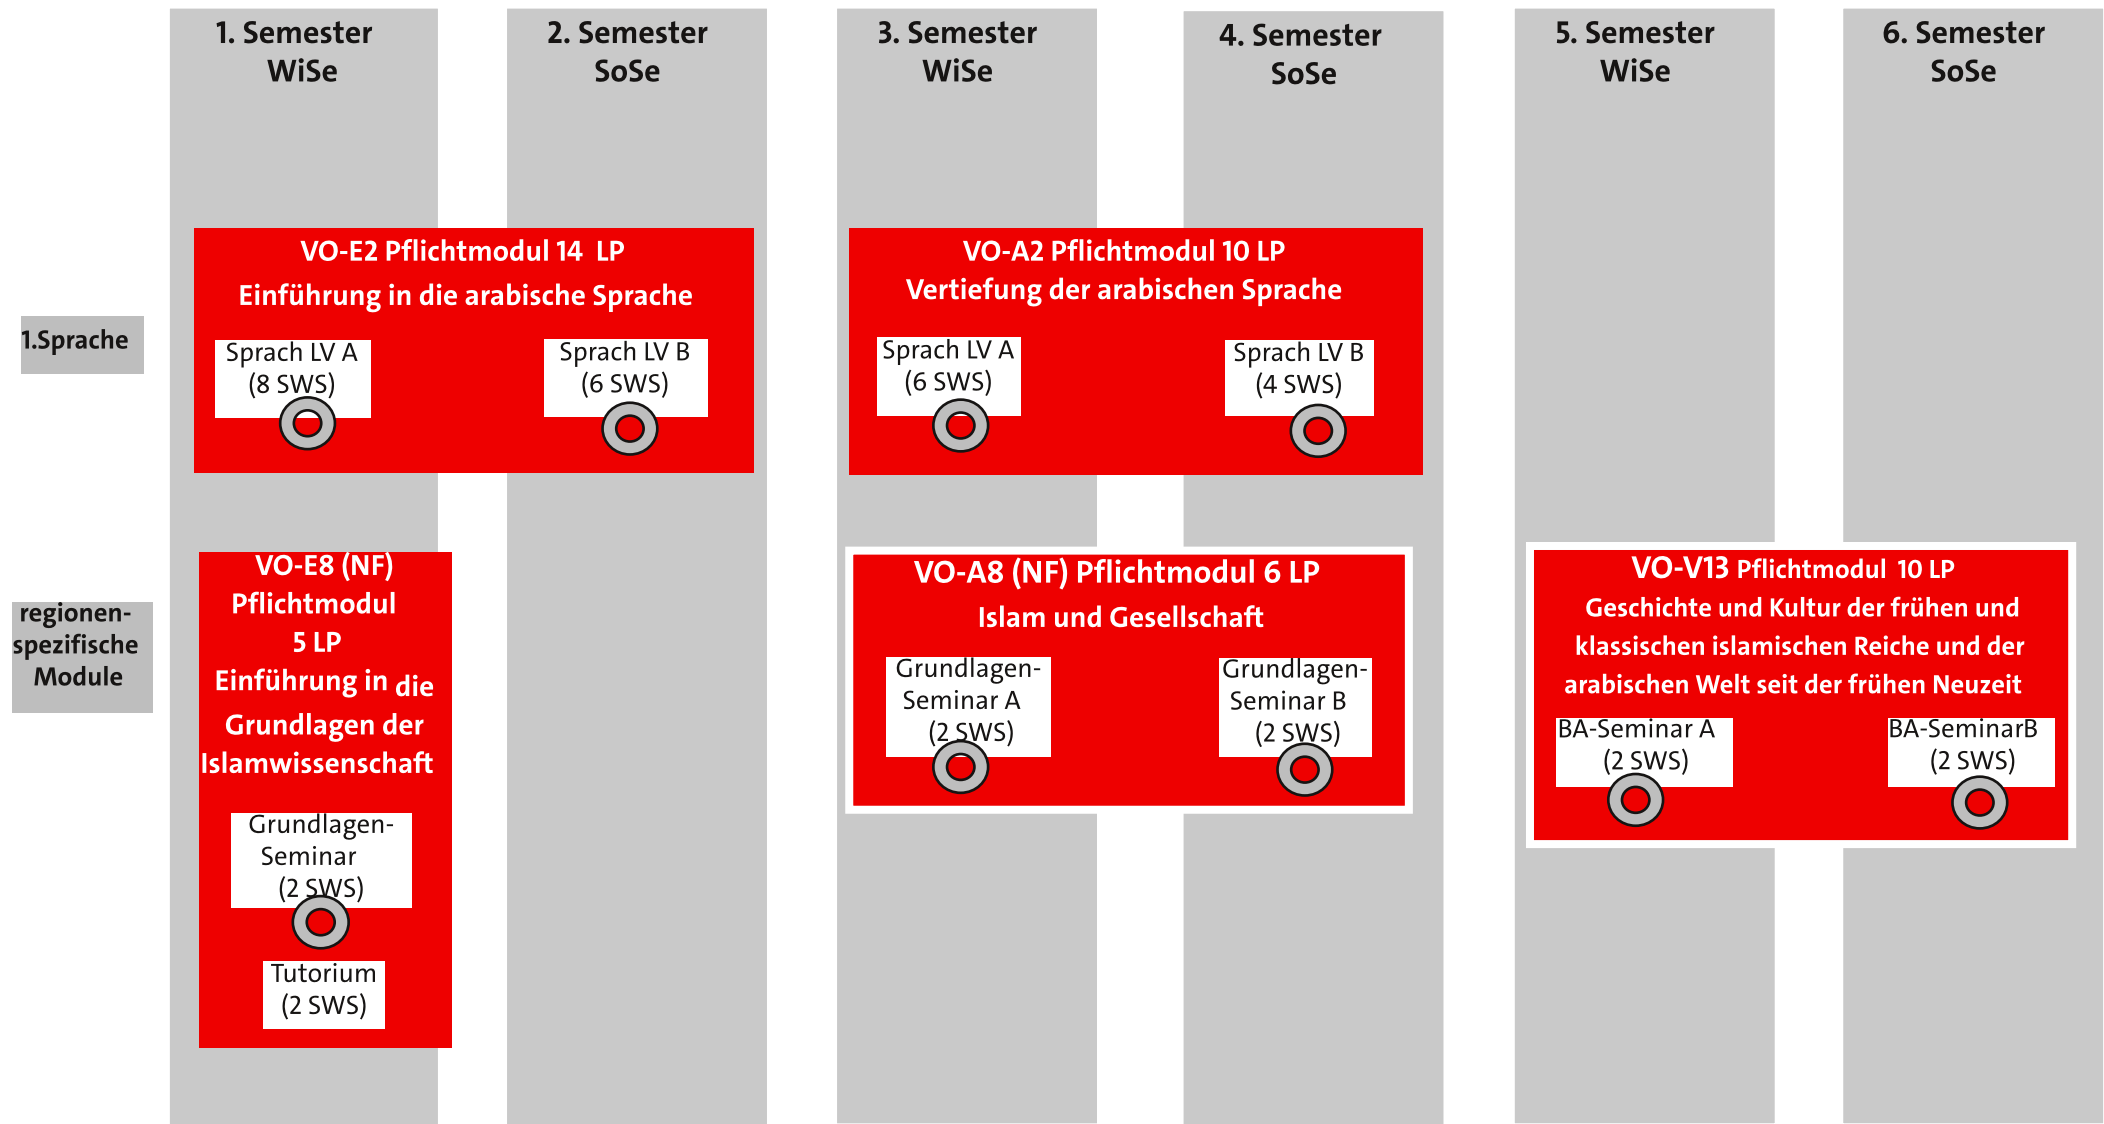 1. Semester
WiSe
2. Semester
SoSe
3. Semester
WiSe
4. Semester
SoSe
5. Semester
WiSe
6. Semester
SoSe
1.Sprache
VO-E2 Pflichtmodul 14 LP
Einführung in die arabische Sprache
Sprach LV A
(8 SWS)
Sprach LV B
(6 SWS)
VO-A2 Pflichtmodul 10 LP
Vertiefung der arabischen Sprache
Sprach LV A
(6 SWS)
Sprach LV B
(4 SWS)
regionen-
spezifische
Module
VO-E8 (NF)
Pflichtmodul
5 LP
Einführung in die
Grundlagen der
Islamwissenschaft
Grundlagen-
Seminar
(2 SWS)
Tutorium
(2 SWS)
VO-A8 (NF) Pflichtmodul 6 LP
Islam und Gesellschaft
Grundlagen-
Seminar A
(2 SWS)
Grundlagen-
Seminar B
(2 SWS)
VO-V13 Pflichtmodul 10 LP
Geschichte und Kultur der frühen und
klassischen islamischen Reiche und der
arabischen Welt seit der frühen Neuzeit
BA-Seminar A
(2 SWS)
BA-SeminarB
(2 SWS)